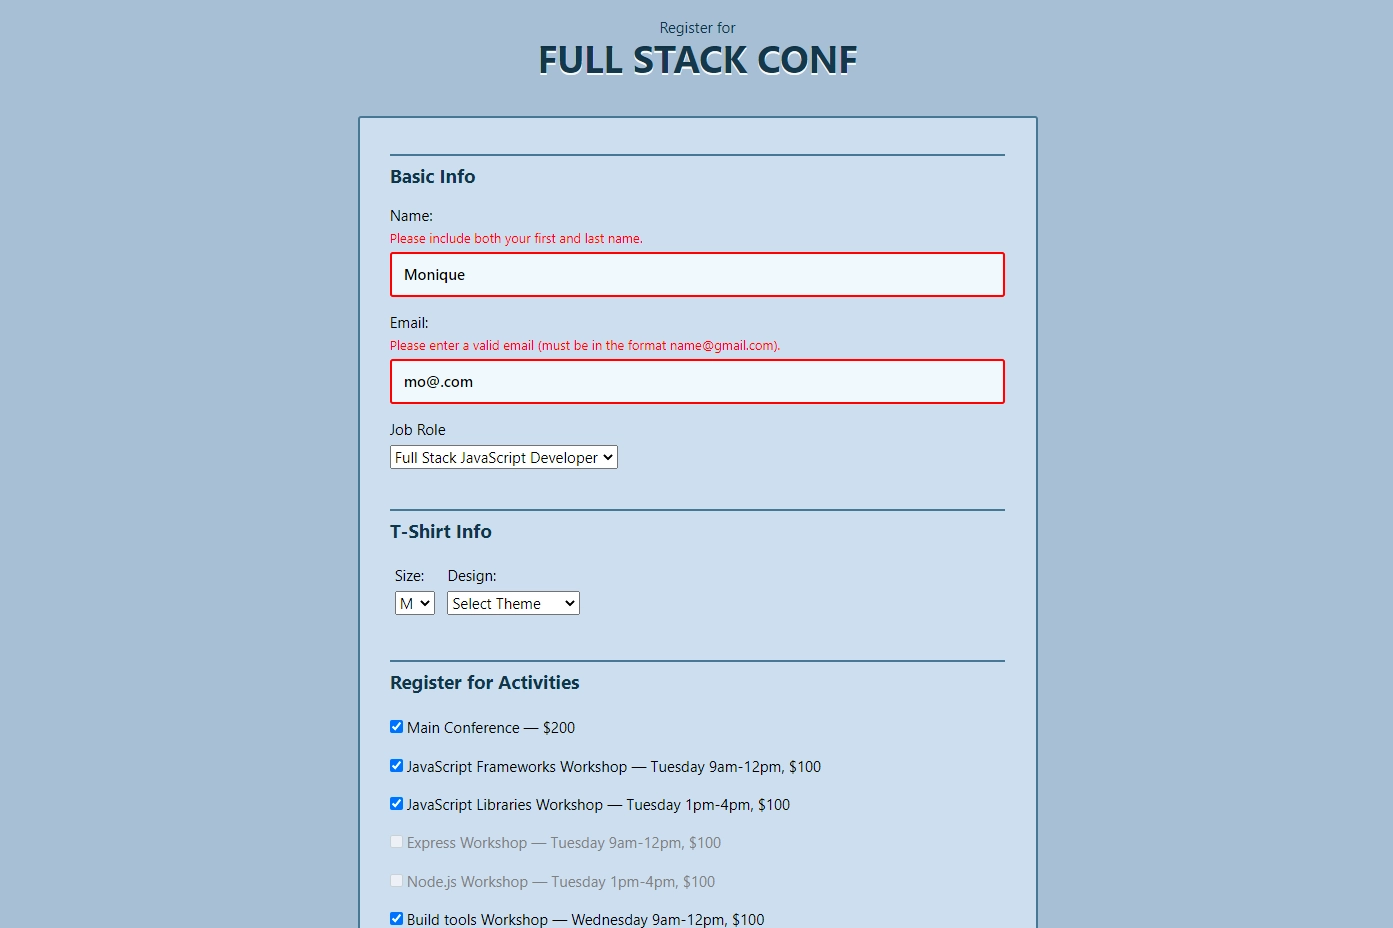 Register for
FULL STACK CONF
Basic Info
Name:
Please include both your first and last name.
Monique
Email:
Please enter a valid email (must be in the format name@gmail.com).
mo@.com
Job Role
Full Stack JavaScript Developer
T-Shirt Info
Size: Design:
M Select Theme
Register for Activities
Main Conference — $200
JavaScript Frameworks Workshop — Tuesday 9am-12pm, $100
JavaScript Libraries Workshop — Tuesday 1pm-4pm, $100
Express Workshop — Tuesday 9am-12pm, $100
Node.js Workshop — Tuesday 1pm-4pm, $100
Build tools Workshop — Wednesday 9am-12pm, $100